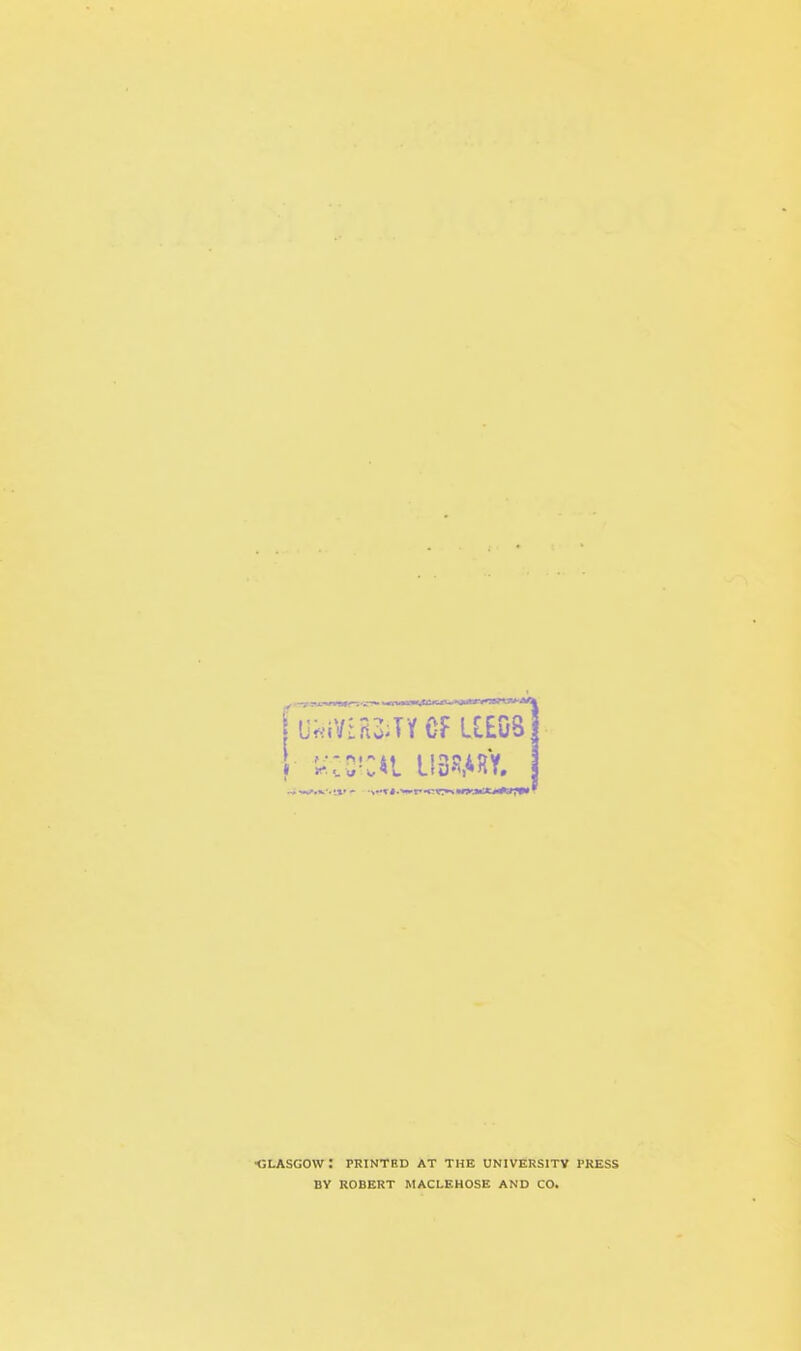 UNIVERSITY OF LEEDS
MEDICAL LIBRARY.
GLASGOW: PRINTED AT THE UNIVERSITY PRESS
BY ROBERT MACLEHOSE AND CO.